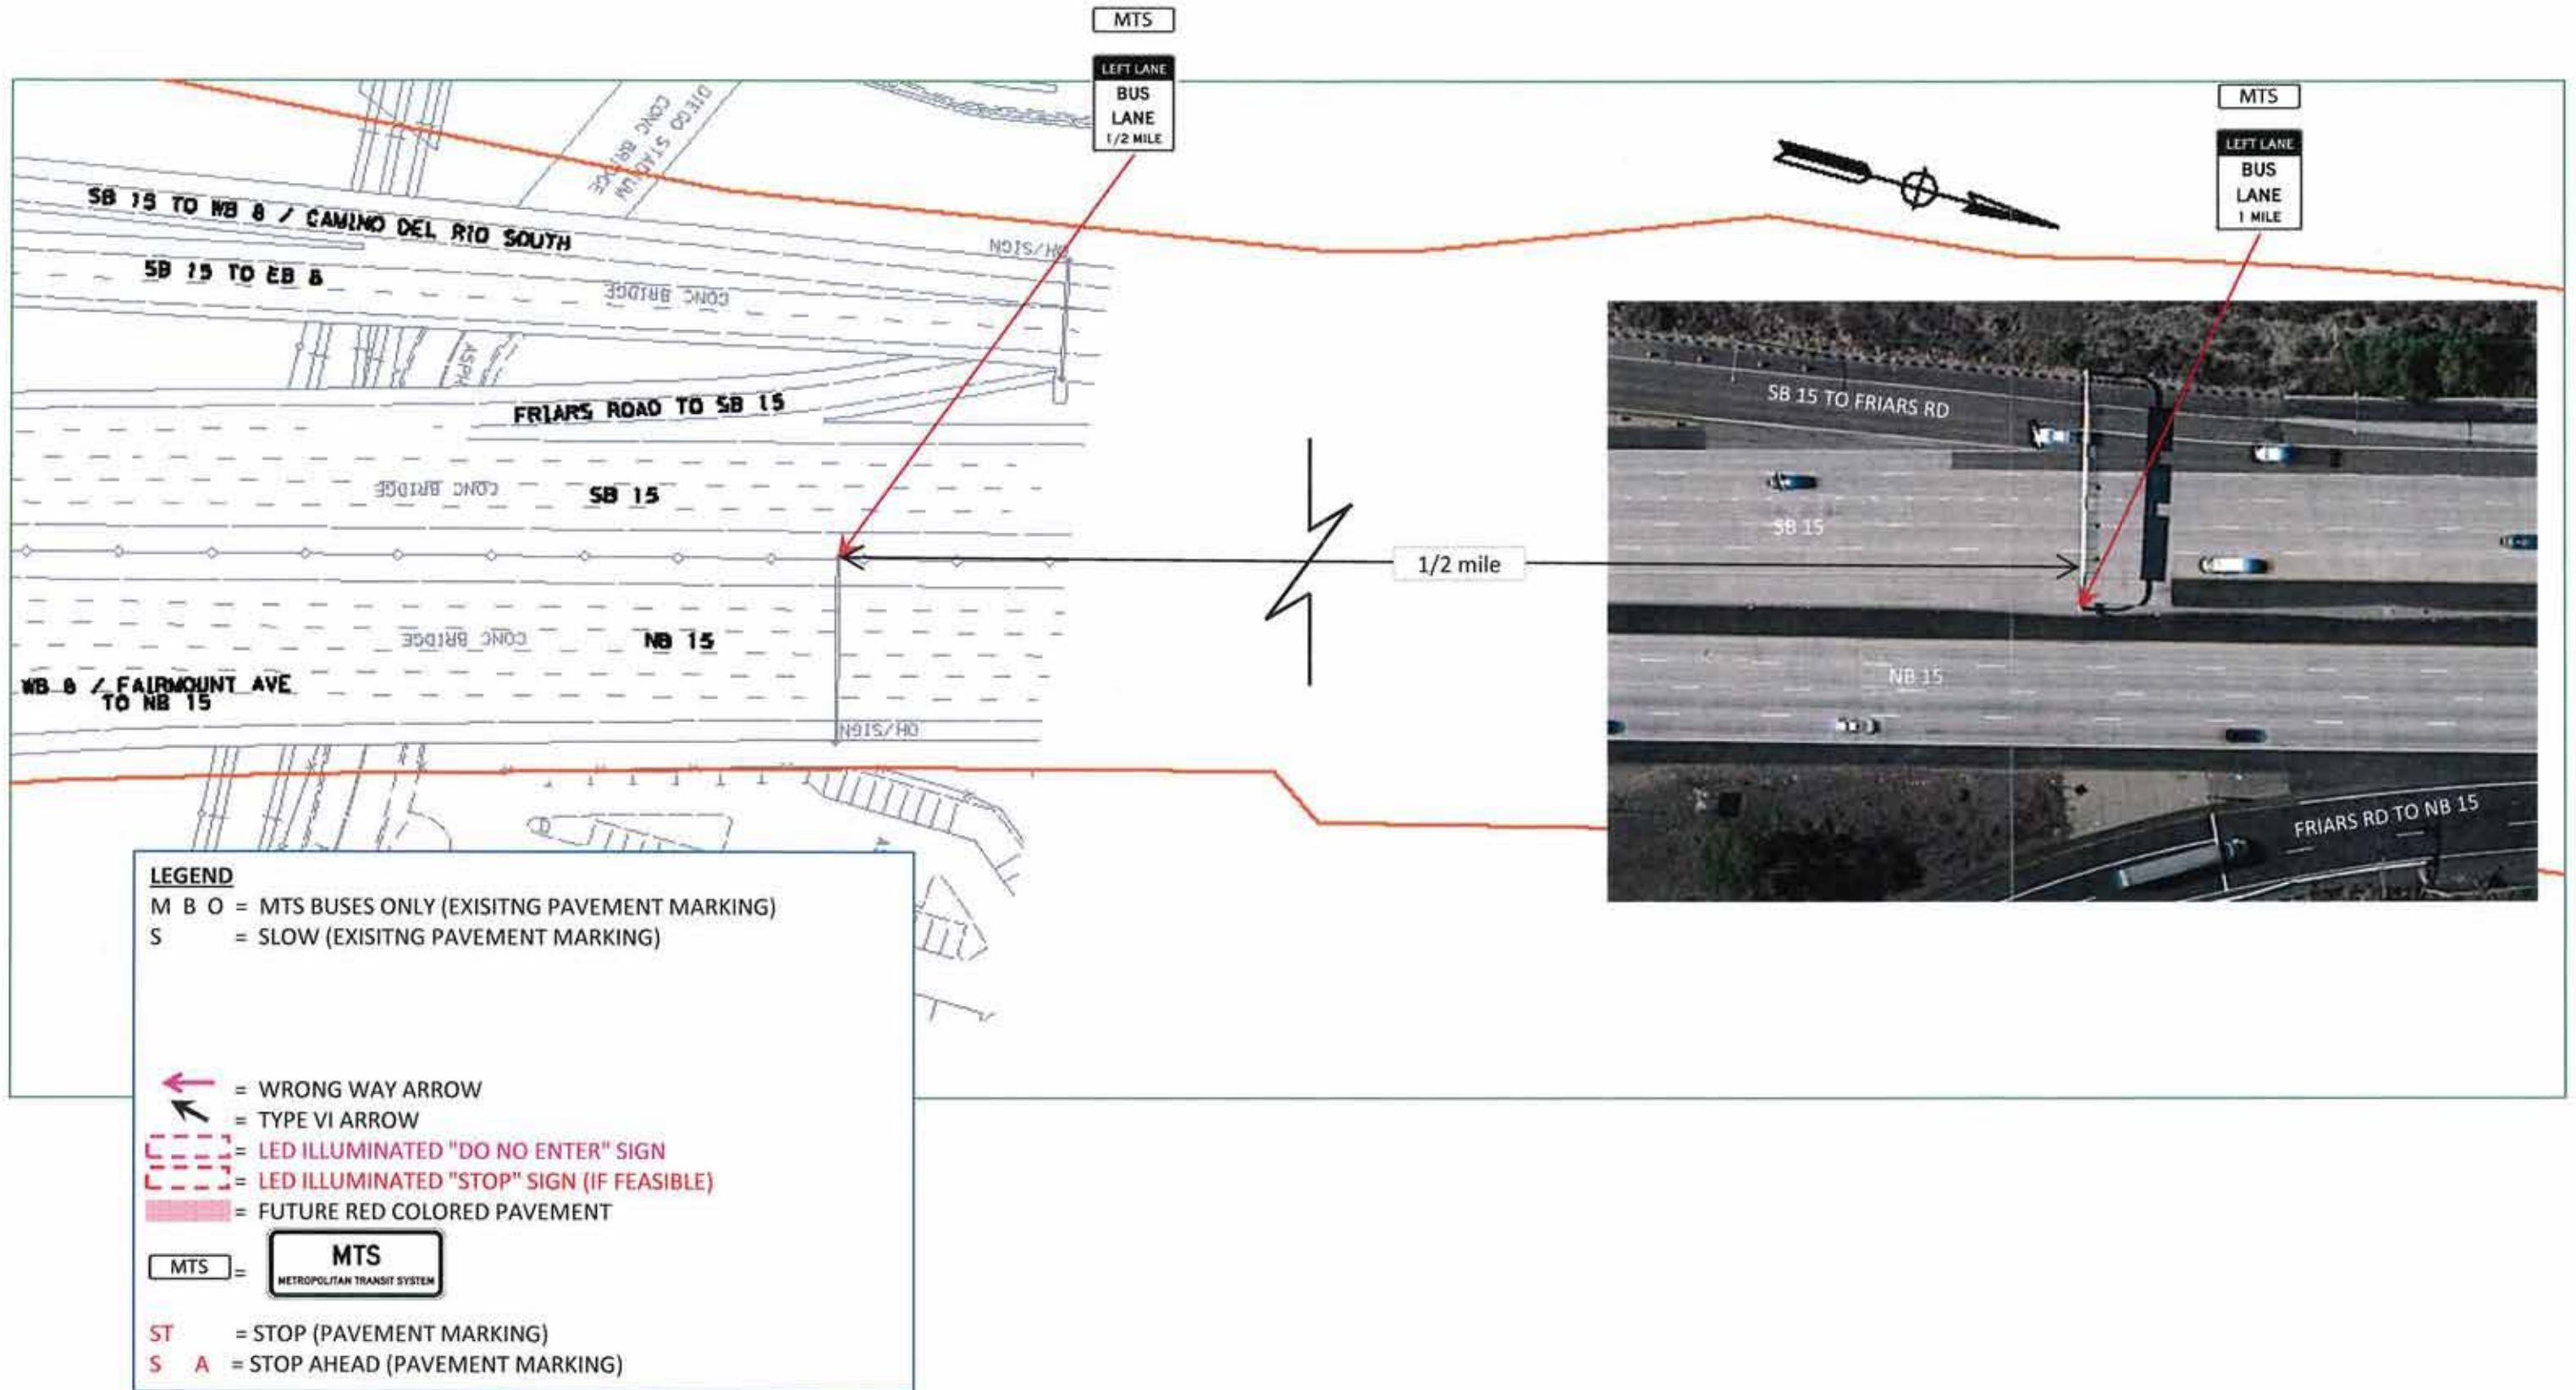 MTS
LEFT LANE
BUS
LANE
1/2 MILE
MTS
LEFT LANE
BUS
LANE
1 MILE
DIEGO STADIUM
CONC BRIDGE
SB 15 TO WB 8 / CAMINO DEL RIO SOUTH
OH/SIGN
SB 15 TO EB 8
CONC BRIDGE
ASPH
FRIARS ROAD TO SB 15
SB 15 TO FRIARS RD
CONC BRIDGE
SB 15
SB 15
1/2 mile
CONC BRIDGE
NB 15
NB 15
WB 8 / FAIRMOUNT AVE
TO NB 15
OH/SIGN
FRIARS RD TO NB 15
LEGEND
M B O = MTS BUSES ONLY (EXISITNG PAVEMENT MARKING)
S = SLOW (EXISITNG PAVEMENT MARKING)
= WRONG WAY ARROW
= TYPE VI ARROW
= LED ILLUMINATED "DO NO ENTER" SIGN
= LED ILLUMINATED "STOP" SIGN (IF FEASIBLE)
= FUTURE RED COLORED PAVEMENT
MTS =
MTS
METROPOLITAN TRANSIT SYSTEM
ST = STOP (PAVEMENT MARKING)
S A = STOP AHEAD (PAVEMENT MARKING)